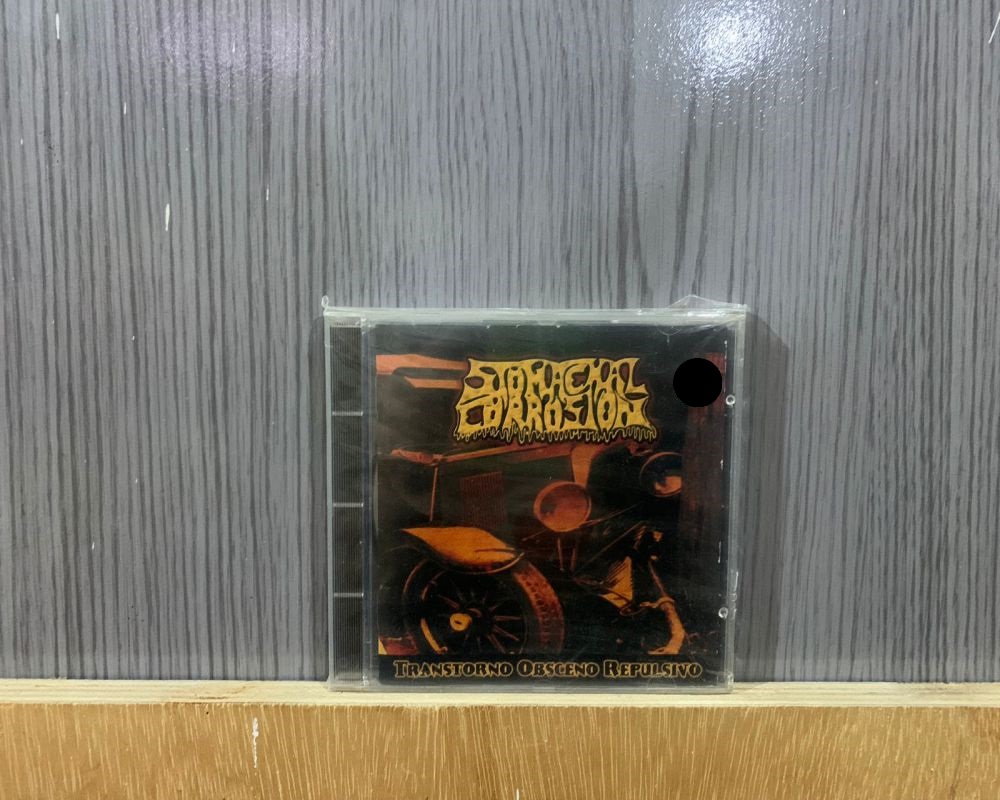 STOMACHAL
CORROSION
TRANSTORNO OBSCENO REPULSIVO